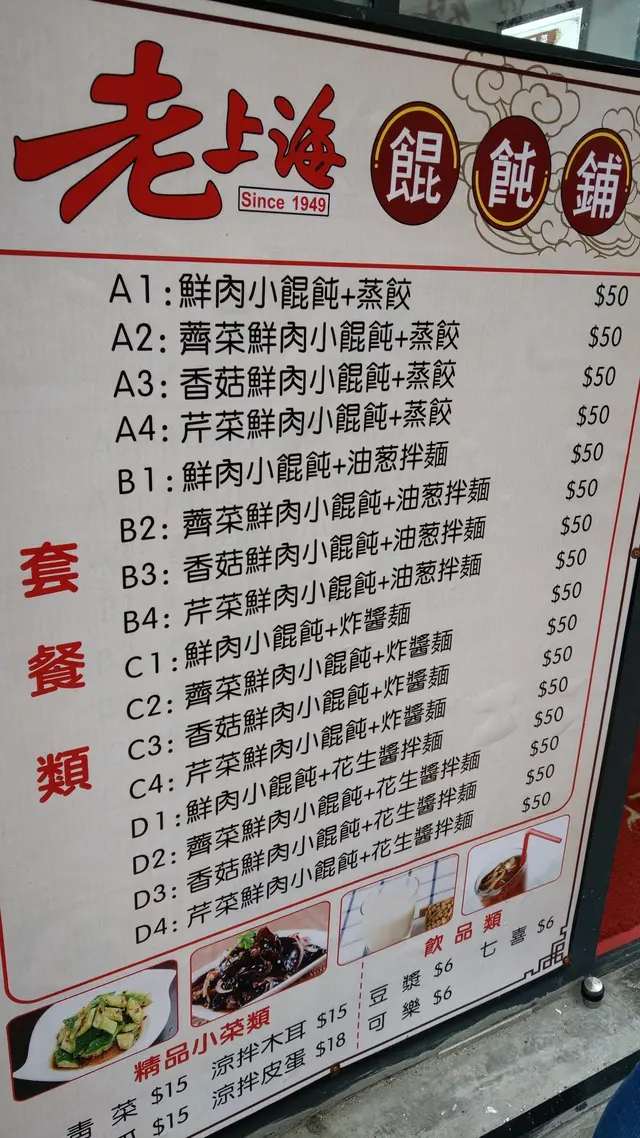 老上海 餛飩鋪
Since 1949
套餐類
A1:鮮肉小餛飩+蒸餃 $50
A2:薺菜鮮肉小餛飩+蒸餃 $50
A3:香菇鮮肉小餛飩+蒸餃 $50
A4:芹菜鮮肉小餛飩+蒸餃 $50
B1:鮮肉小餛飩+油葱拌麵 $50
B2:薺菜鮮肉小餛飩+油葱拌麵 $50
B3:香菇鮮肉小餛飩+油葱拌麵 $50
B4:芹菜鮮肉小餛飩+油葱拌麵 $50
C1:鮮肉小餛飩+炸醬麵 $50
C2:薺菜鮮肉小餛飩+炸醬麵 $50
C3:香菇鮮肉小餛飩+炸醬麵 $50
C4:芹菜鮮肉小餛飩+炸醬麵 $50
D1:鮮肉小餛飩+花生醬拌麵 $50
D2:薺菜鮮肉小餛飩+花生醬拌麵 $50
D3:香菇鮮肉小餛飩+花生醬拌麵 $50
D4:芹菜鮮肉小餛飩+花生醬拌麵 $50
精品小菜類
青菜 $15 涼拌木耳 $15
$15 涼拌皮蛋 $18
飲品類
豆漿 $6 七喜 $6
可樂 $6